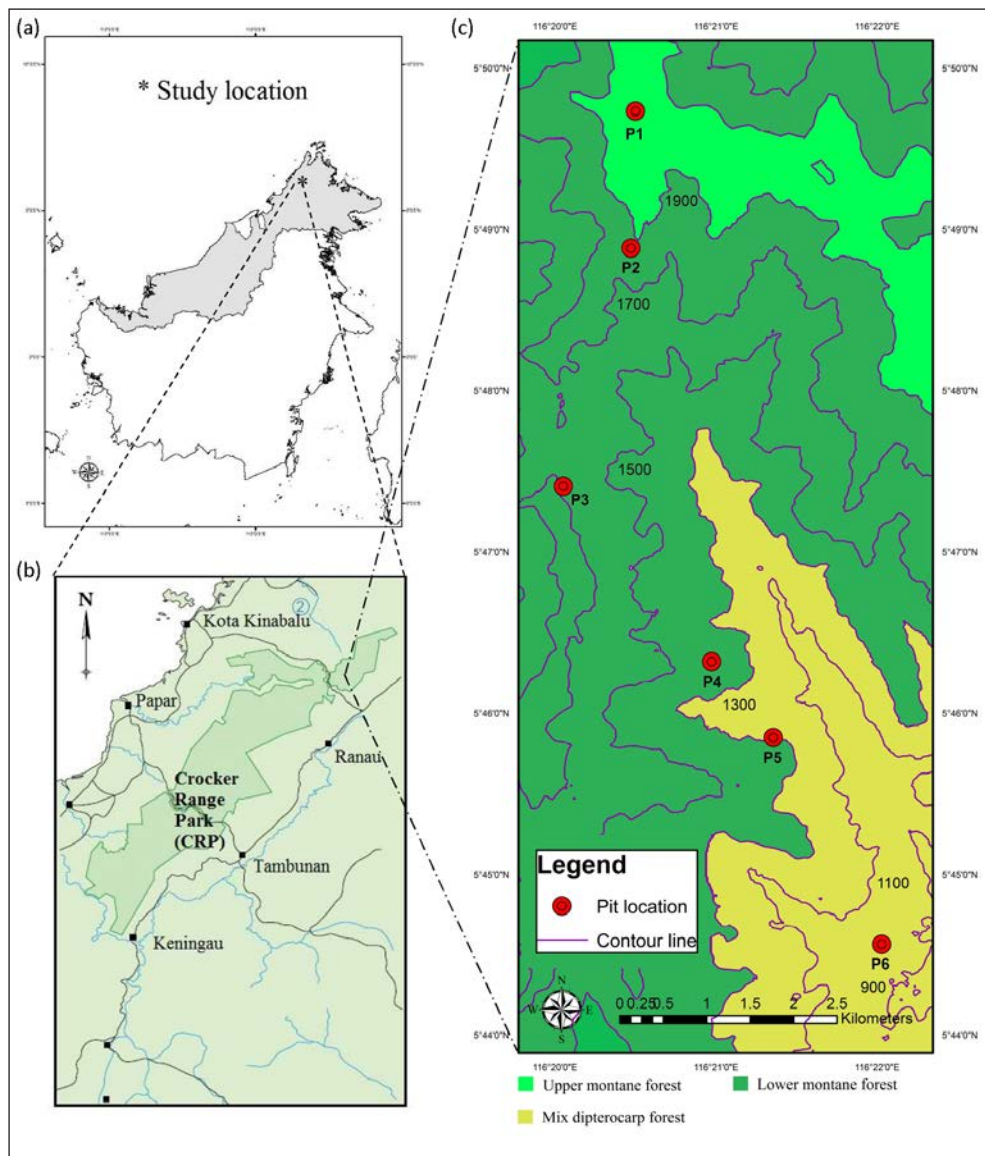 (a)
* Study location
*
N
W E
S
(b)
N
2
Kota Kinabalu
Papar
Ranau
Crocker
Range
Park
(CRP)
Tambunan
Keningau
(c)
116°20'0"E 116°21'0"E 116°22'0"E
5°50'0"N 5°50'0"N
P1
1900
5°49'0"N 5°49'0"N
P2
1700
5°48'0"N 5°48'0"N
1500
P3
5°47'0"N 5°47'0"N
P4
1300
5°46'0"N 5°46'0"N
P5
Legend
Pit location
Contour line
5°45'0"N 5°45'0"N
1100
P6
900
N
W E
S
0 0.25 0.5 1 1.5 2 2.5
Kilometers
5°44'0"N 5°44'0"N
116°20'0"E 116°21'0"E 116°22'0"E
Upper montane forest Lower montane forest
Mix dipterocarp forest